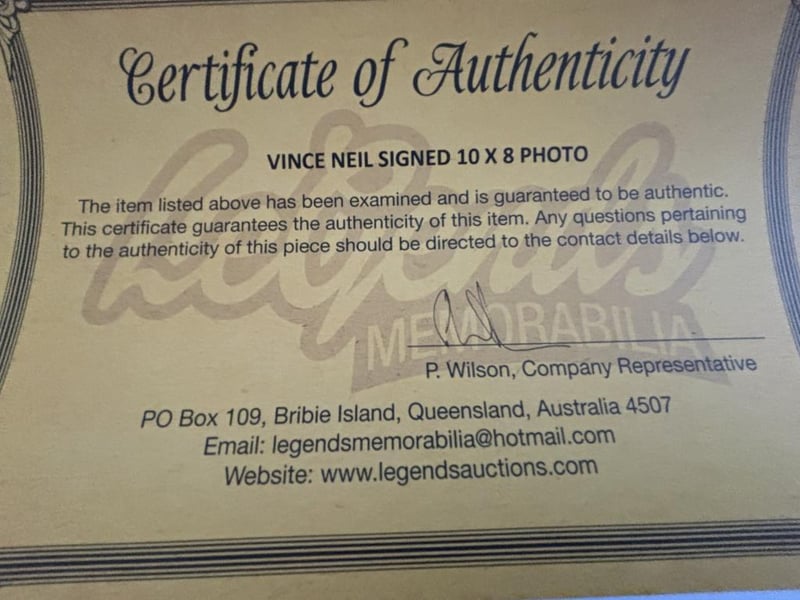 Certificate of Authenticity
VINCE NEIL SIGNED 10 X 8 PHOTO
The item listed above has been examined and is guaranteed to be authentic.
This certificate guarantees the authenticity of this item. Any questions pertaining
to the authenticity of this piece should be directed to the contact details below.
Legends
MEMORABILIA
P. Wilson, Company Representative
PO Box 109, Bribie Island, Queensland, Australia 4507
Email: legendsmemorabilia@hotmail.com
Website: www.legendsauctions.com